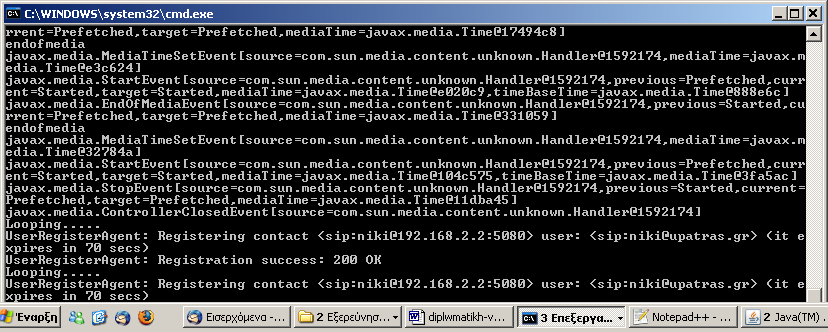 C:\WINDOWS\system32\cmd.exe
rrent=Prefetched,target=Prefetched,mediaTime=javax.media.Time@17494c8]
endofmedia
javax.media.MediaTimeSetEvent[source=com.sun.media.content.unknown.Handler@1592174,mediaTime=javax.m
edia.Time@e3c624]
javax.media.StartEvent[source=com.sun.media.content.unknown.Handler@1592174,previous=Prefetched,curr
ent=Started,target=Started,mediaTime=javax.media.Time@e020c9,timeBaseTime=javax.media.Time@888e6c]
javax.media.EndOfMediaEvent[source=com.sun.media.content.unknown.Handler@1592174,previous=Started,cu
rrent=Prefetched,target=Prefetched,mediaTime=javax.media.Time@331059]
endofmedia
javax.media.MediaTimeSetEvent[source=com.sun.media.content.unknown.Handler@1592174,mediaTime=javax.m
edia.Time@32784a]
javax.media.StartEvent[source=com.sun.media.content.unknown.Handler@1592174,previous=Prefetched,curr
ent=Started,target=Started,mediaTime=javax.media.Time@104c575,timeBaseTime=javax.media.Time@3fa5ac]
javax.media.StopEvent[source=com.sun.media.content.unknown.Handler@1592174,previous=Started,current=
Prefetched,target=Prefetched,mediaTime=javax.media.Time@11dba45]
javax.media.ControllerClosedEvent[source=com.sun.media.content.unknown.Handler@1592174]
Looping.....
UserRegisterAgent: Registering contact <sip:niki@192.168.2.2:5080> user: <sip:niki@upatras.gr> (it e
xpires in 70 secs)
UserRegisterAgent: Registration success: 200 OK
Looping.....
UserRegisterAgent: Registering contact <sip:niki@192.168.2.2:5080> user: <sip:niki@upatras.gr> (it e
xpires in 70 secs)
Έναρξη Εισερχόμενα -... 2 Εξερεύνησ... diplwmatikh-v... 3 Επεξεργα... Notepad++ - ... 2 Java(TM) .